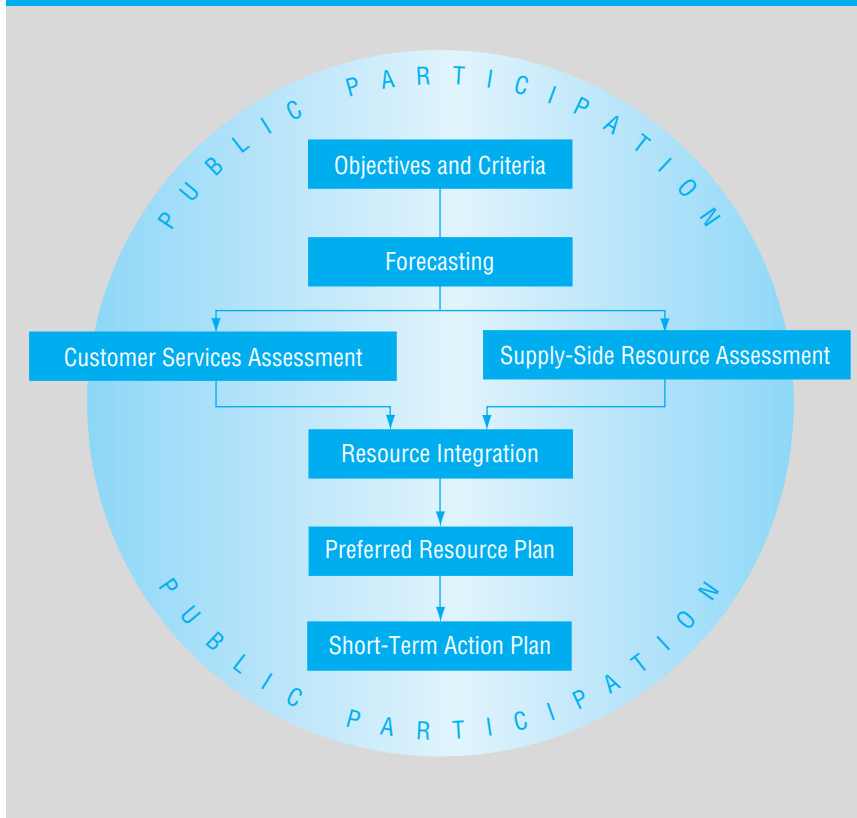 PUBLIC PARTICIPATION
Objectives and Criteria
Forecasting
Customer Services Assessment
Supply-Side Resource Assessment
Resource Integration
Preferred Resource Plan
Short-Term Action Plan
PUBLIC PARTICIPATION